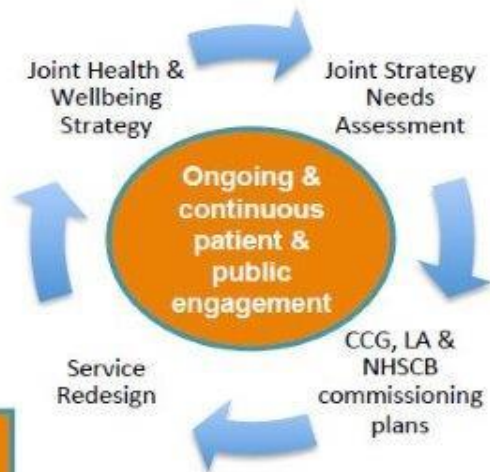 Joint Health &
Wellbeing
Strategy
Joint Strategy
Needs
Assessment
Ongoing &
continuous
patient &
public
engagement
CCG, LA &
NHSCB
commissioning
plans
Service
Redesign